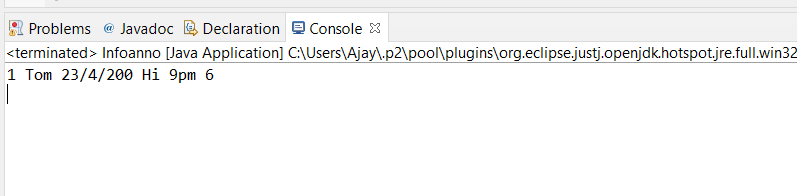 Problems @ Javadoc Declaration Console
<terminated> Infoanno [Java Application] C:\Users\Ajay\.p2\pool\plugins\org.eclipse.justj.openjdk.hotspot.jre.full.win32
1 Tom 23/4/200 Hi 9pm 6